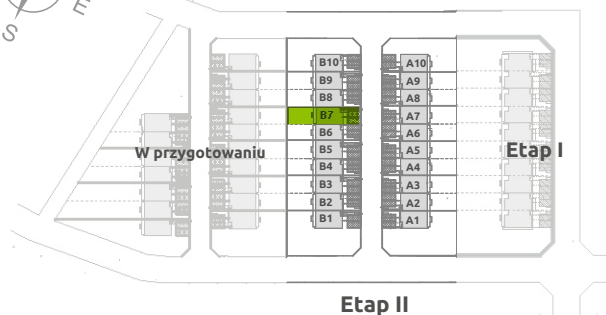 S
E
B10 A10
B9 A9
B8 A8
B7 A7
B6 A6
W przygotowaniu B5 A5 Etap I
B4 A4
B3 A3
B2 A2
B1 A1
Etap II